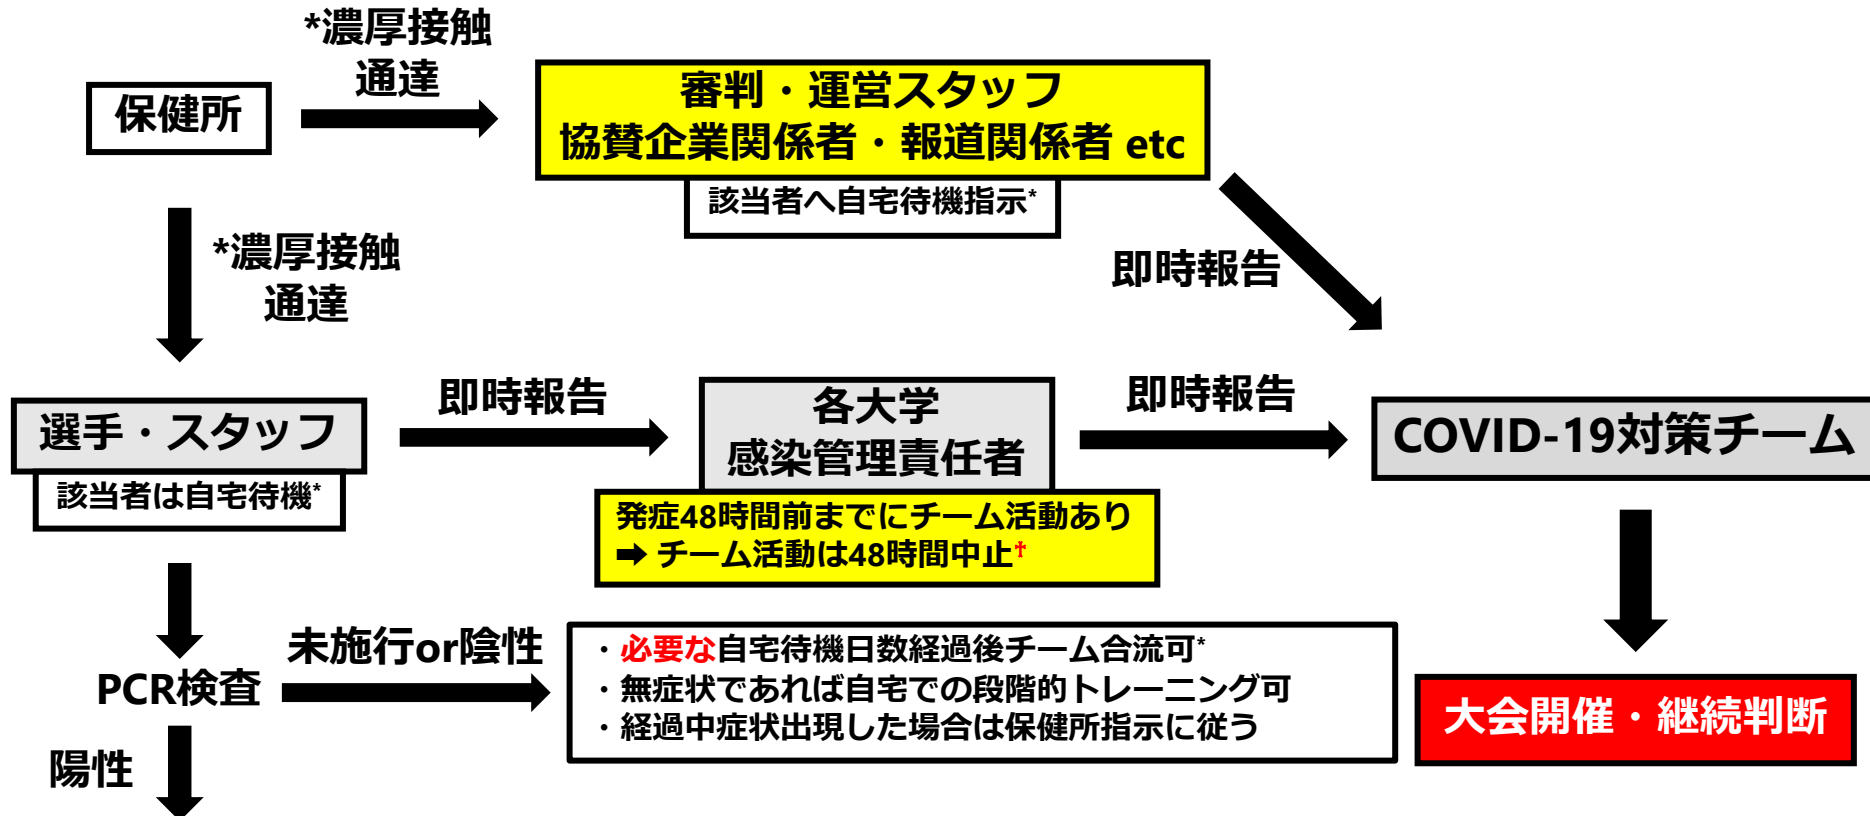 *濃厚接触
通達
保健所
審判・運営スタッフ
協賛企業関係者・報道関係者 etc
該当者へ自宅待機指示*
*濃厚接触
通達
即時報告
選手・スタッフ
該当者は自宅待機*
即時報告
各大学
感染管理責任者
発症48時間前までにチーム活動あり
➡ チーム活動は48時間中止†
即時報告
COVID-19対策チーム
PCR検査
未施行or陰性
・必要な自宅待機日数経過後チーム合流可*
・無症状であれば自宅での段階的トレーニング可
・経過中症状出現した場合は保健所指示に従う
大会開催・継続判断
陽性